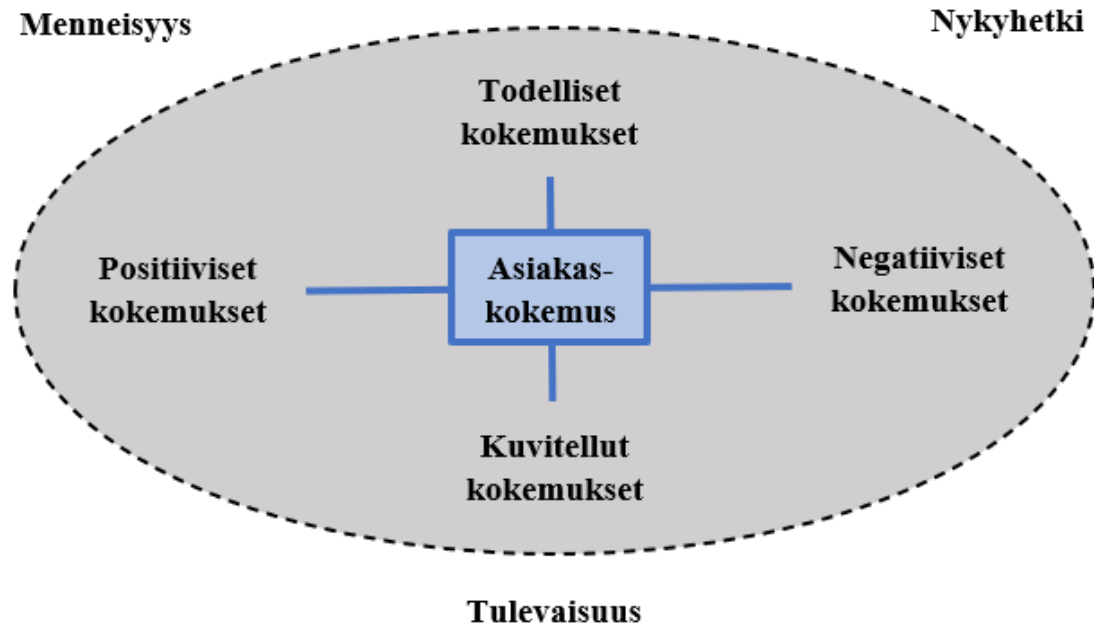 Menneisyys
Nykyhetki
Todelliset
kokemukset
Positiiviset
kokemukset
Asiakas-
kokemus
Negatiiviset
kokemukset
Kuvitellut
kokemukset
Tulevaisuus